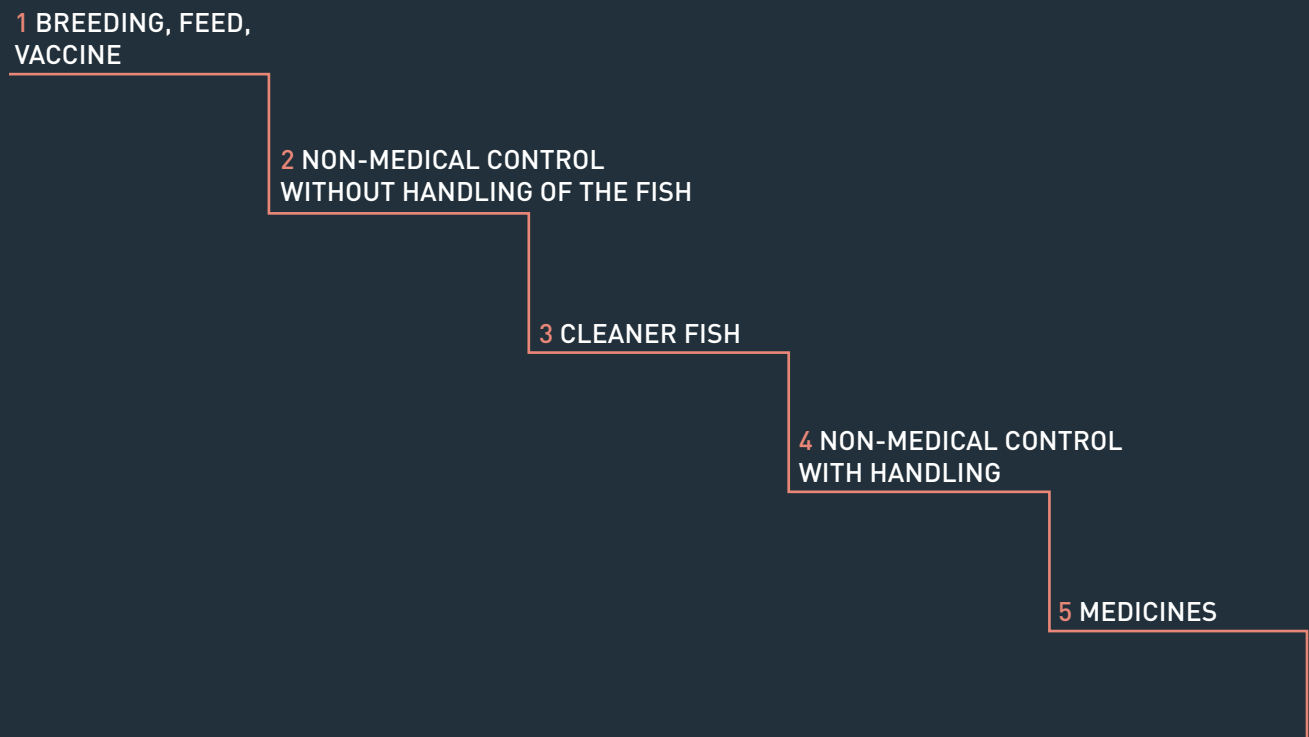 1 BREEDING, FEED,
VACCINE
2 NON-MEDICAL CONTROL
WITHOUT HANDLING OF THE FISH
3 CLEANER FISH
4 NON-MEDICAL CONTROL
WITH HANDLING
5 MEDICINES